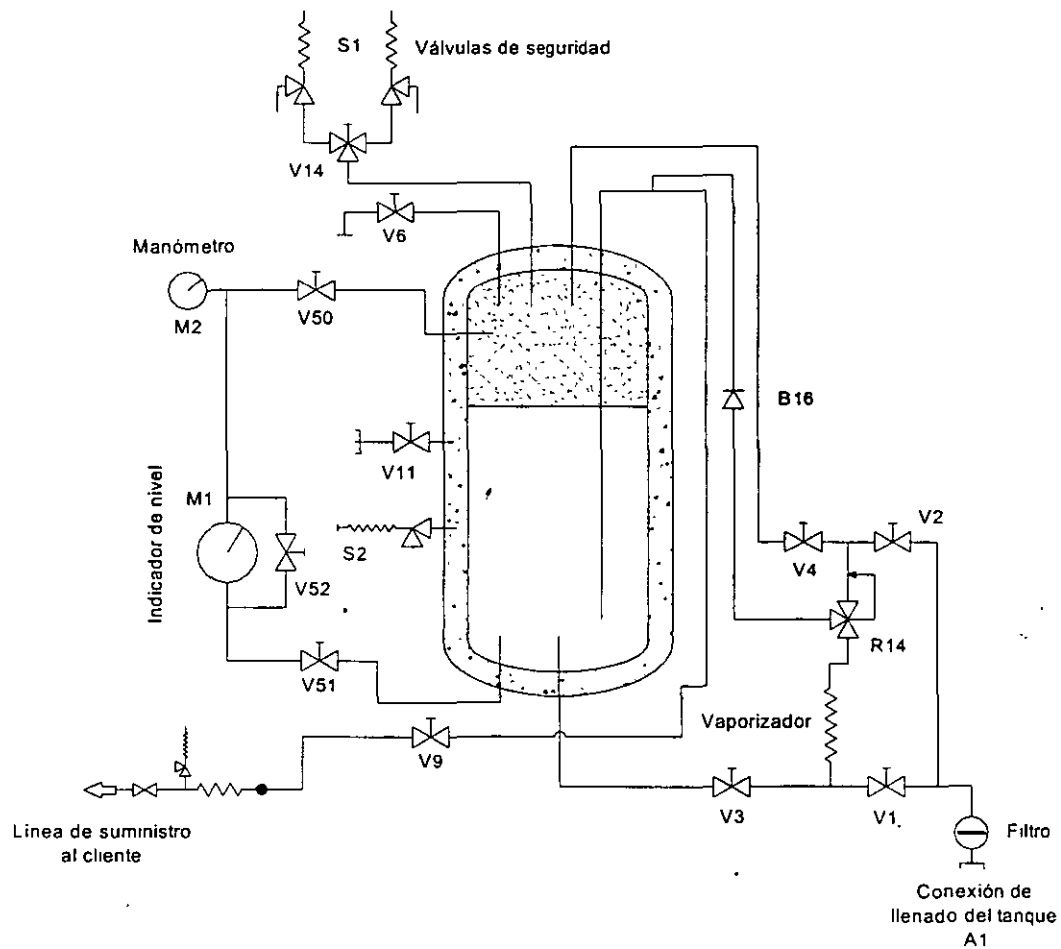 S1
Válvulas de seguridad
V14
V6
Manómetro
M2
V50
B16
V11
Indicador de nivel
M1
V2
S2
V4
V52
R14
V51
Vaporizador
V9
V3
V1
Línea de suministro
al cliente
Filtro
Conexión de
llenado del tanque
A1